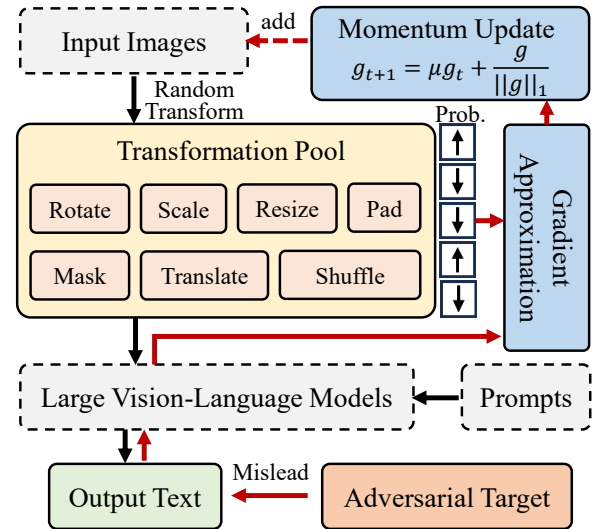 Input Images
add
Momentum Update
g_{t+1} = μg_t + g / ||g||_1
Random
Transform
Prob.
Transformation Pool
Rotate
Scale
Resize
Pad
Mask
Translate
Shuffle
Gradient
Approximation
Large Vision-Language Models
Prompts
Output Text
Mislead
Adversarial Target